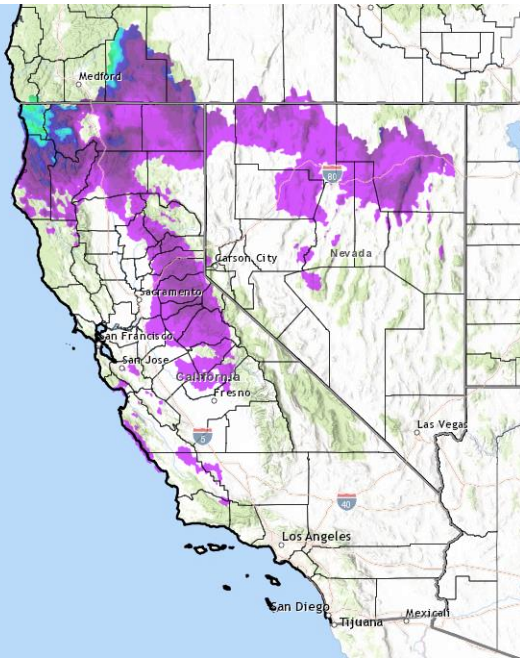 Medford
80
Nevada
Carson City
Sacramento
San Francisco
San Jose
California
Fresno
5
Las Vegas
40
Los Angeles
San Diego
Tijuana
Mexicali